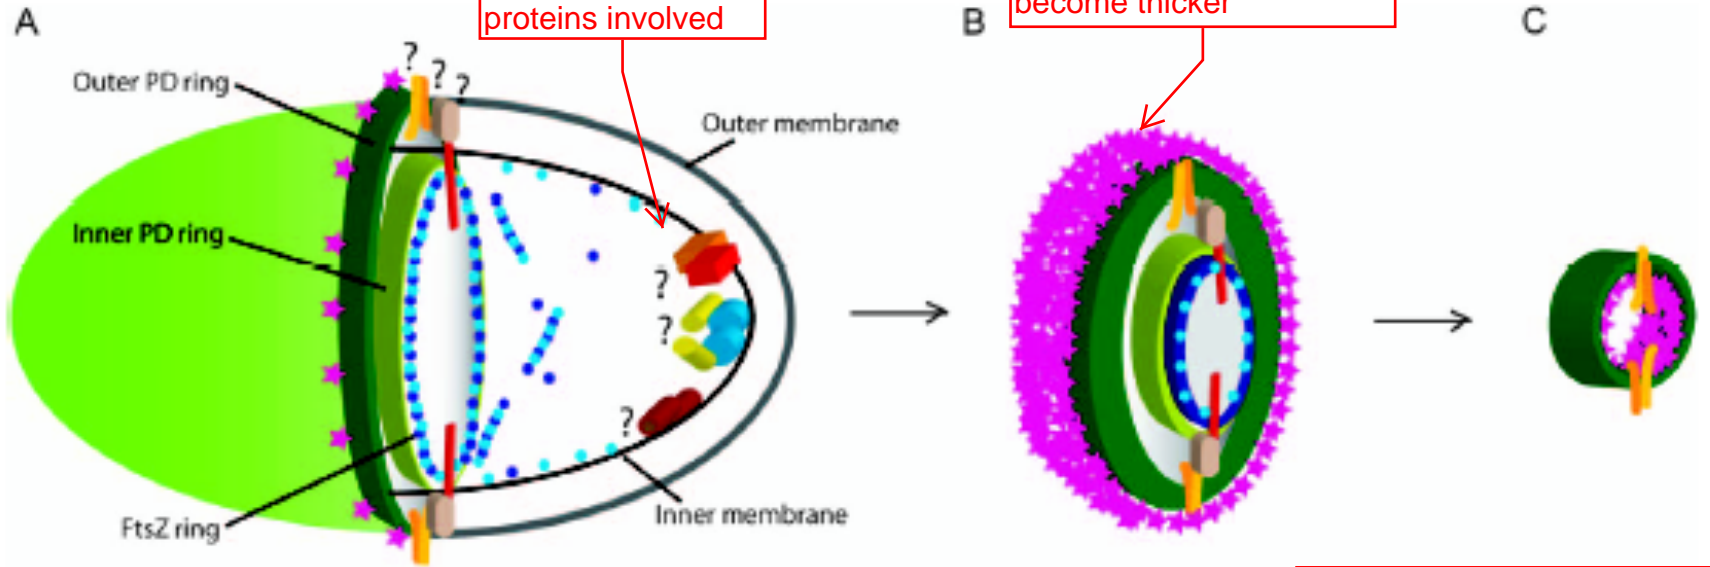 A
proteins involved
B
become thicker
C
? ? ?
Outer PD ring
Outer membrane
Inner PD ring
?
?
?
FtsZ ring
Inner membrane